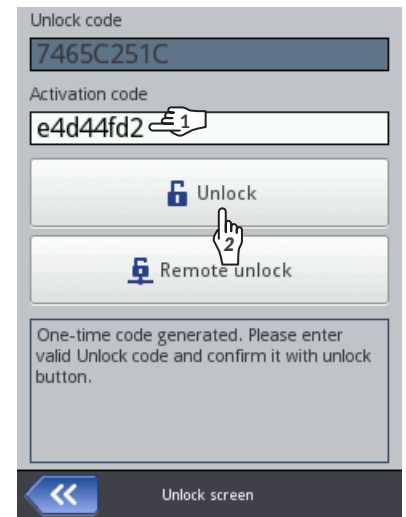 Unlock code
7465C251C
Activation code
e4d44fd2
1
Unlock
2
Remote unlock
One-time code generated. Please enter
valid Unlock code and confirm it with unlock
button.
Unlock screen